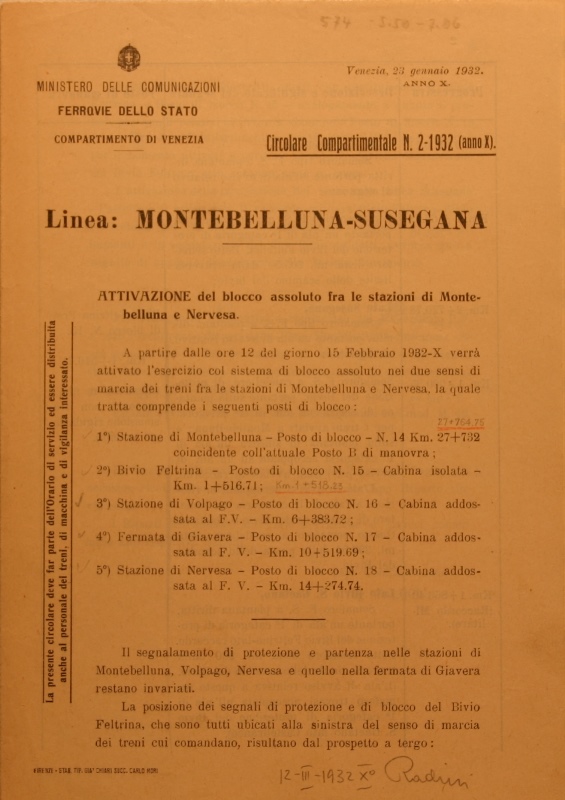 574 - 3.50 - 3.86
Venezia, 23 gennaio 1932.
ANNO X.
MINISTERO DELLE COMUNICAZIONI
FERROVIE DELLO STATO
COMPARTIMENTO DI VENEZIA
Circolare Compartimentale N. 2-1932 (anno X).
Linea: MONTEBELLUNA-SUSEGANA
ATTIVAZIONE del blocco assoluto fra le stazioni di Monte-
belluna e Nervesa.
La presente circolare deve far parte dell'Orario di servizio ed essere distribuita
anche al personale dei treni, di macchina e di vigilanza interessato.
A partire dalle ore 12 del giorno 15 Febbraio 1932-X verrà
attivato l'esercizio col sistema di blocco assoluto nei due sensi di
marcia dei treni fra le stazioni di Montebelluna e Nervesa, la quale
tratta comprende i seguenti posti di blocco:
27+764.75
1°) Stazione di Montebelluna - Posto di blocco - N. 14 Km. 27+732
coincidente coll'attuale Posto B di manovra;
2°) Bivio Feltrina - Posto di blocco N. 15 - Cabina isolata -
Km. 1+516.71; Km. 1+518.23
3°) Stazione di Volpago - Posto di blocco N. 16 - Cabina addos-
sata al F.V. - Km. 6+383.72;
4°) Fermata di Giavera - Posto di blocco N. 17 - Cabina addos-
sata al F. V. - Km. 10+519.69;
5°) Stazione di Nervesa - Posto di blocco N. 18 - Cabina addos-
sata al F. V. - Km. 14+274.74.
Il segnalamento di protezione e partenza nelle stazioni di
Montebelluna, Volpago, Nervesa e quello nella fermata di Giavera
restano invariati.
La posizione dei segnali di protezione e di blocco del Bivio
Feltrina, che sono tutti ubicati alla sinistra del senso di marcia
dei treni cui comandano, risultano dal prospetto a tergo:
STAB. TIP. GIA' CHIARI SUCC. CARLO MORI
12-III-1932 X°